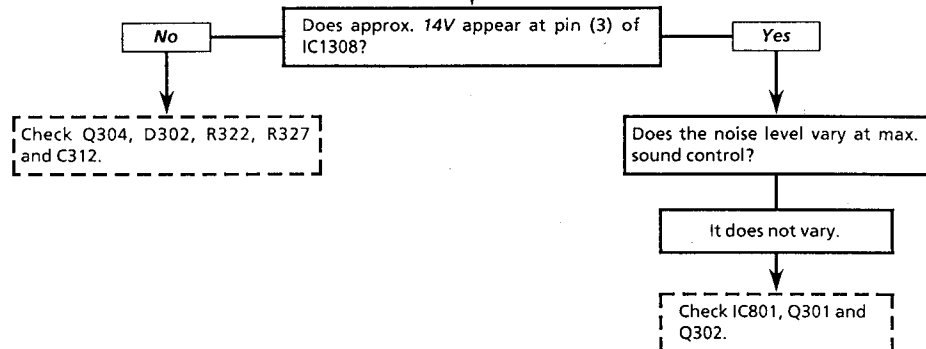 Does approx. 14V appear at pin (3) of
IC1308?
No
Yes
Check Q304, D302, R322, R327
and C312.
Does the noise level vary at max.
sound control?
It does not vary.
Check IC801, Q301 and
Q302.